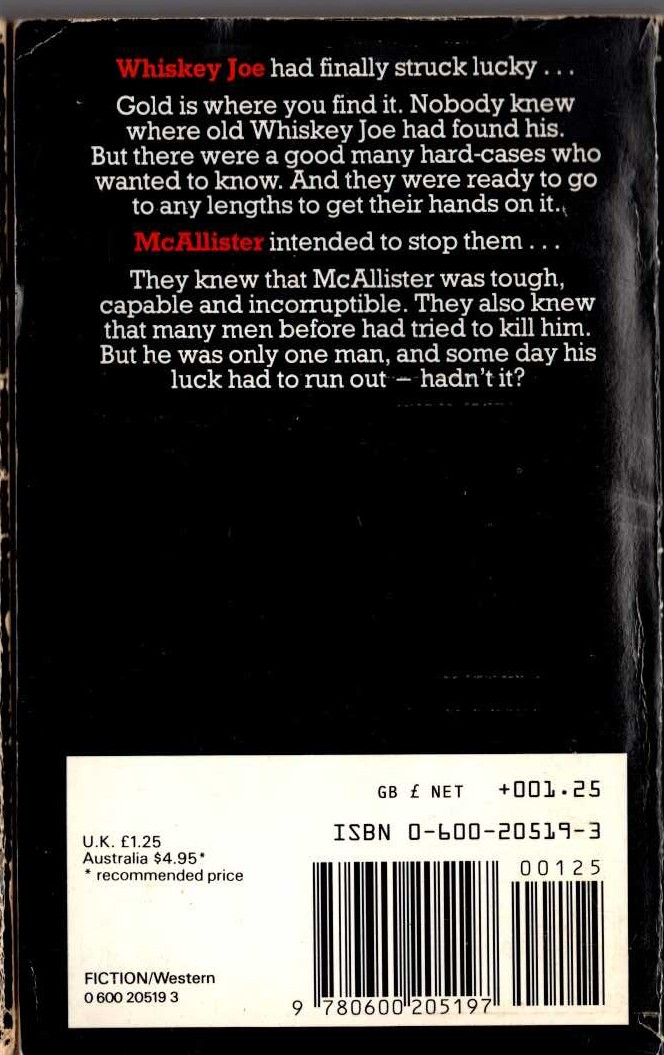 Whiskey Joe had finally struck lucky . . .
Gold is where you find it. Nobody knew
where old Whiskey Joe had found his.
But there were a good many hard-cases who
wanted to know. And they were ready to go
to any lengths to get their hands on it.
McAllister intended to stop them . . .
They knew that McAllister was tough,
capable and incorruptible. They also knew
that many men before had tried to kill him.
But he was only one man, and some day his
luck had to run out — hadn't it?
GB £ NET +001.25
ISBN 0-600-20519-3
U.K. £1.25
Australia $4.95*
* recommended price
00125
FICTION/Western
0 600 20519 3
9 780600 205197